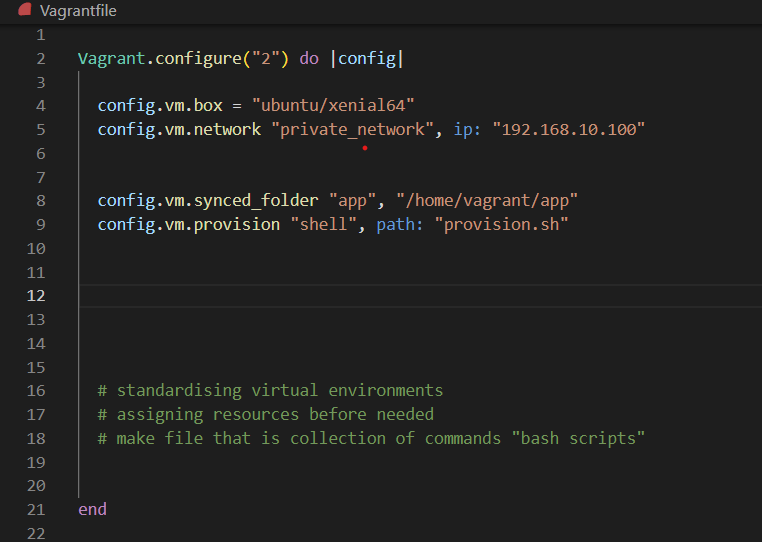 Vagrantfile
1
2 Vagrant.configure("2") do |config|
3
4 config.vm.box = "ubuntu/xenial64"
5 config.vm.network "private_network", ip: "192.168.10.100"
6
7
8 config.vm.synced_folder "app", "/home/vagrant/app"
9 config.vm.provision "shell", path: "provision.sh"
10
11
12
13
14
15
16 # standardising virtual environments
17 # assigning resources before needed
18 # make file that is collection of commands "bash scripts"
19
20
21 end
22